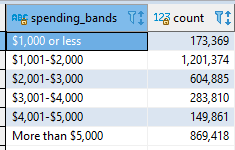 spending_bands 123 count
$1,000 or less 173,369
$1,001-$2,000 1,201,374
$2,001-$3,000 604,885
$3,001-$4,000 283,810
$4,001-$5,000 149,861
More than $5,000 869,418